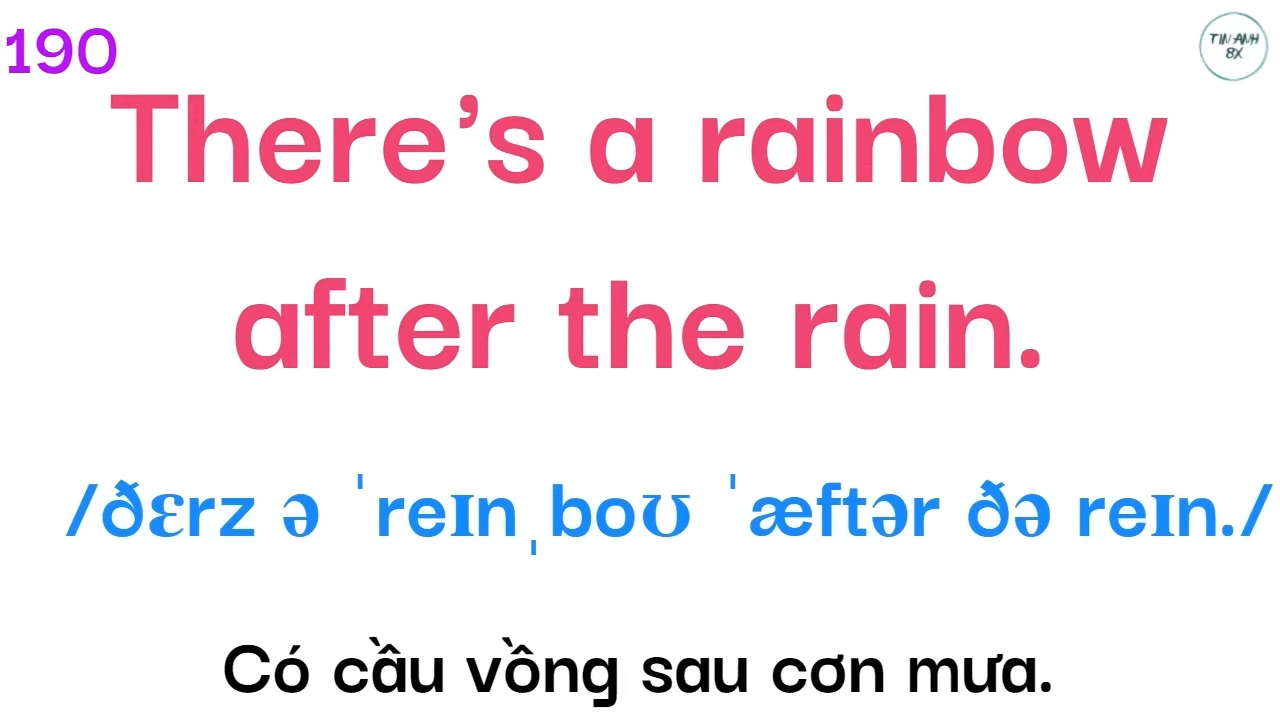 190
TIN ANH
8X
There’s a rainbow
after the rain.
/ðɛrz ə ˈreɪnˌboʊ ˈæftər ðə reɪn./
Có cầu vồng sau cơn mưa.